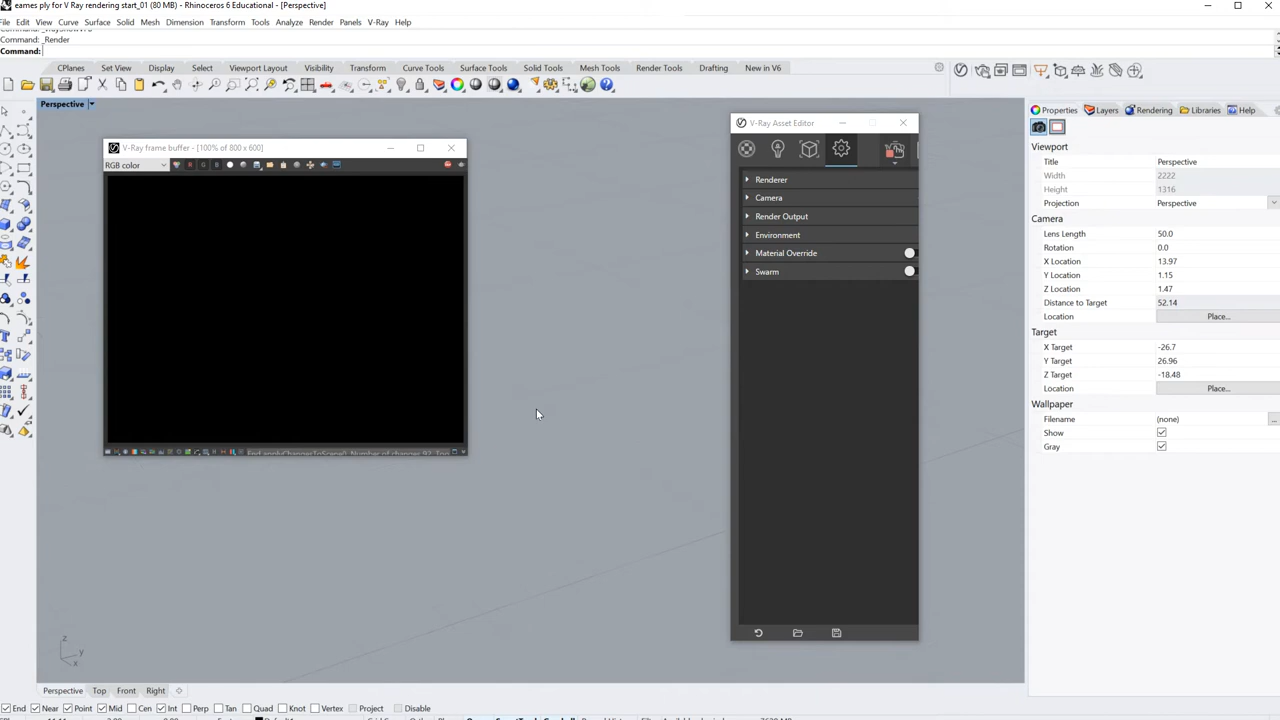 eames ply for V Ray rendering start_01 (80 MB) - Rhinoceros 6 Educational - [Perspective]
File Edit View Curve Surface Solid Mesh Dimension Transform Tools Analyze Render Panels V-Ray Help
Command: _Render
Command:
CPlanes Set View Display Select Viewport Layout Visibility Transform Curve Tools Surface Tools Solid Tools Mesh Tools Render Tools Drafting New in V6
Perspective
V-Ray frame buffer - [100% of 800 x 600]
RGB color
R G B
V-Ray Asset Editor
Renderer
Camera
Render Output
Environment
Material Override
Swarm
Properties Layers Rendering Libraries Help
Viewport
Title Perspective
Width 2222
Height 1316
Projection Perspective
Camera
Lens Length 50.0
Rotation 0.0
X Location 13.97
Y Location 1.15
Z Location 1.47
Distance to Target 52.14
Location Place...
Target
X Target -26.7
Y Target 26.96
Z Target -18.48
Location Place...
Wallpaper
Filename (none) ...
Show
Gray
z
y
x
Perspective Top Front Right
End Near Point Mid Cen Int Perp Tan Quad Knot Vertex Project Disable